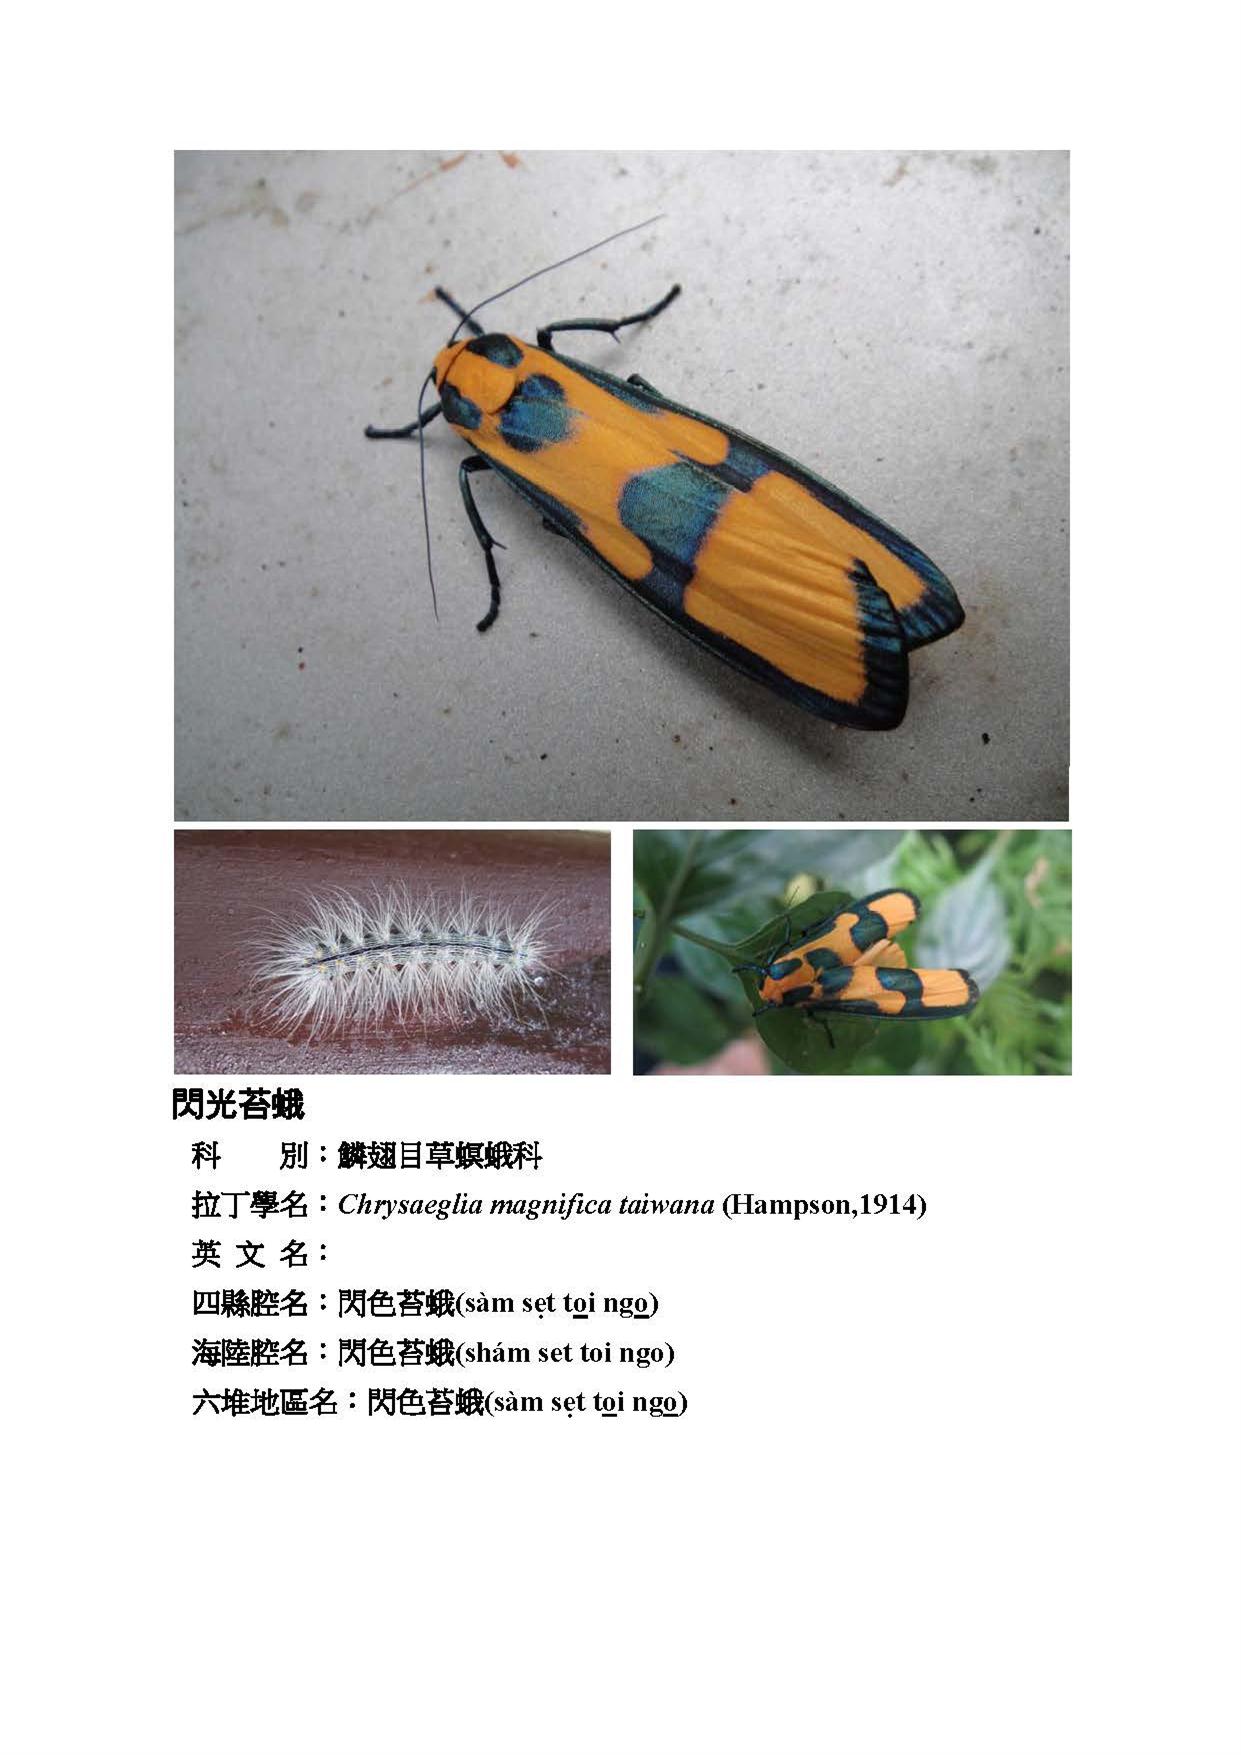 閃光苔蛾
科　　別：鱗翅目草螟蛾科
拉丁學名：Chrysaeglia magnifica taiwana (Hampson,1914)
英 文 名：
四縣腔名：閃色苔蛾(sàm sẹt to̲i ngo̲)
海陸腔名：閃色苔蛾(shám set toi ngo)
六堆地區名：閃色苔蛾(sàm sẹt to̲i ngo̲)